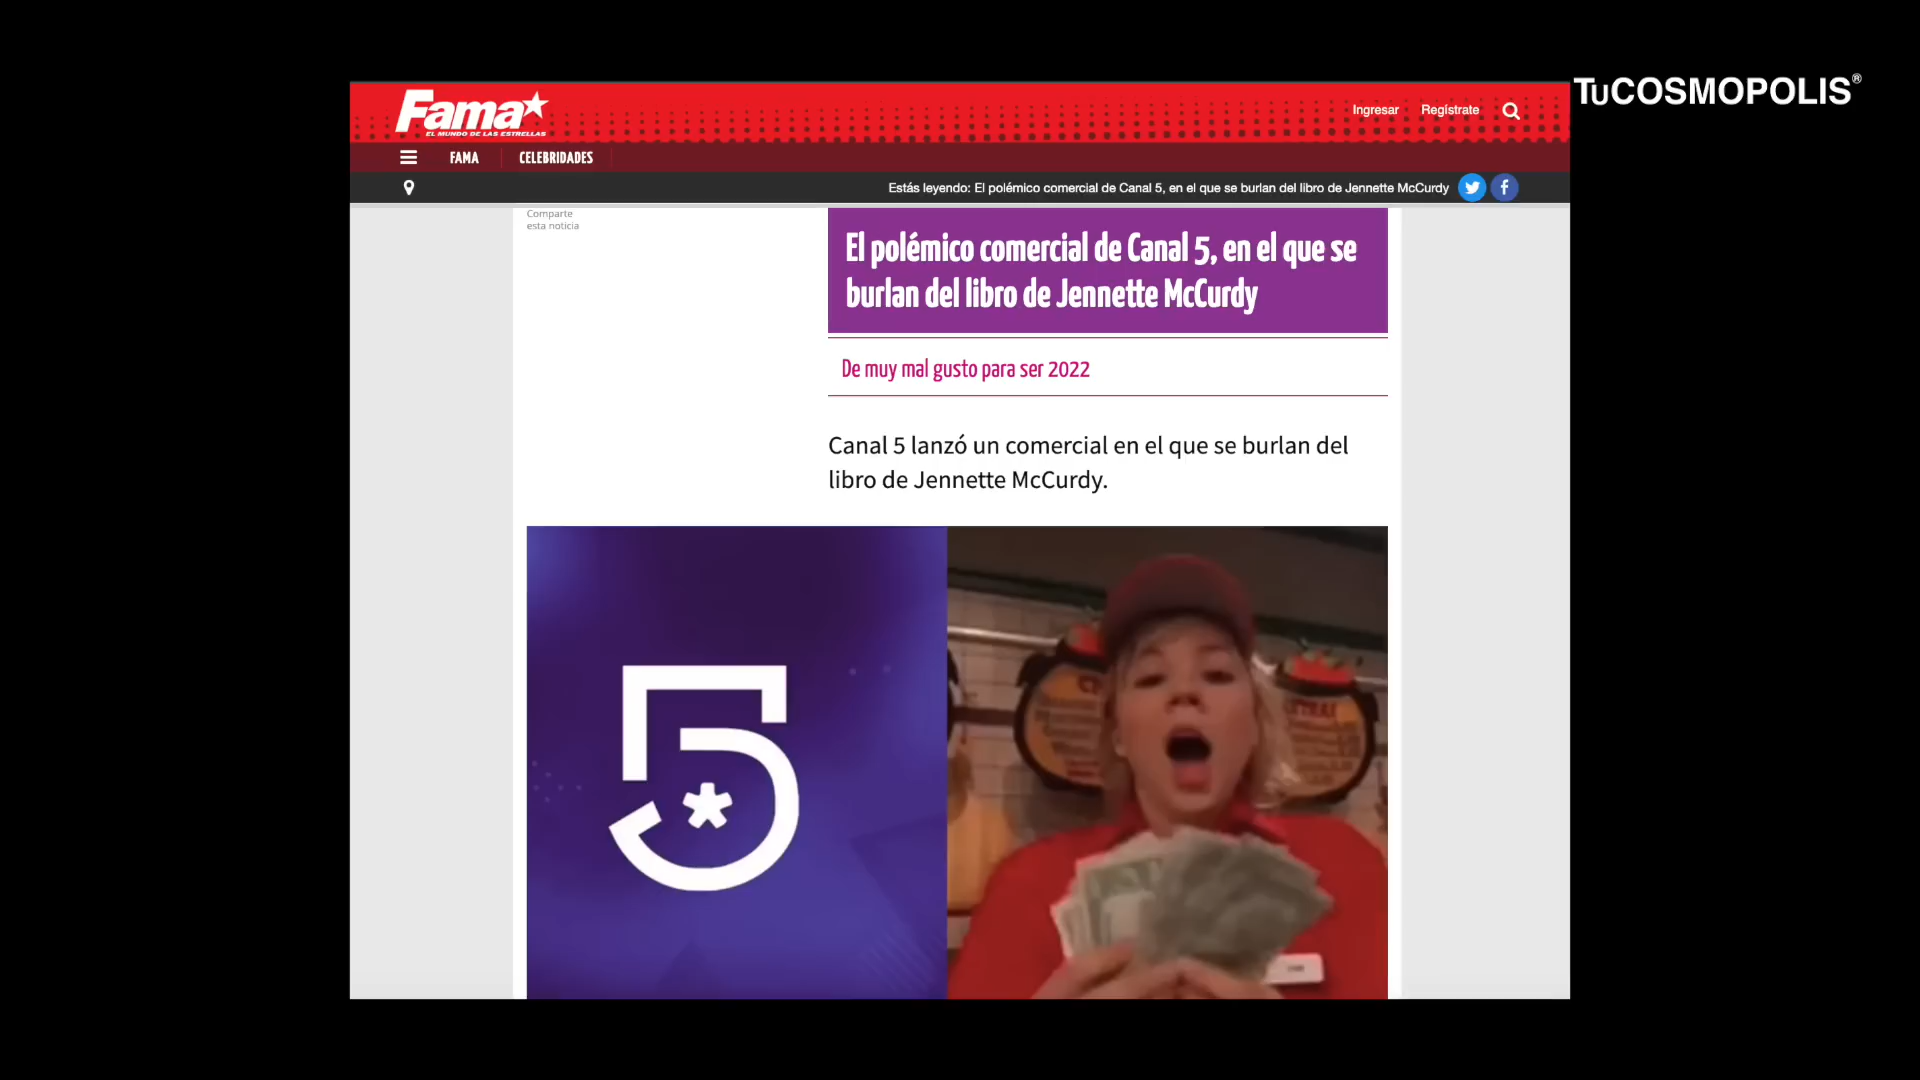 TuCOSMOPOLIS®
Fama
EL MUNDO DE LAS ESTRELLAS
Ingresar Regístrate
FAMA CELEBRIDADES
Estás leyendo: El polémico comercial de Canal 5, en el que se burlan del libro de Jennette McCurdy
Comparte
esta noticia
El polémico comercial de Canal 5, en el que se
burlan del libro de Jennette McCurdy
De muy mal gusto para ser 2022
Canal 5 lanzó un comercial en el que se burlan del
libro de Jennette McCurdy.
5